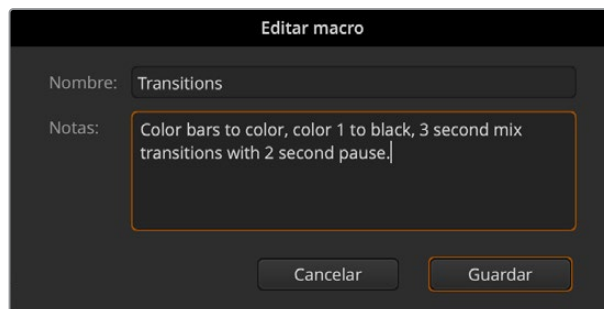 Editar macro
Nombre: Transitions
Notas: Color bars to color, color 1 to black, 3 second mix
transitions with 2 second pause.
Cancelar Guardar